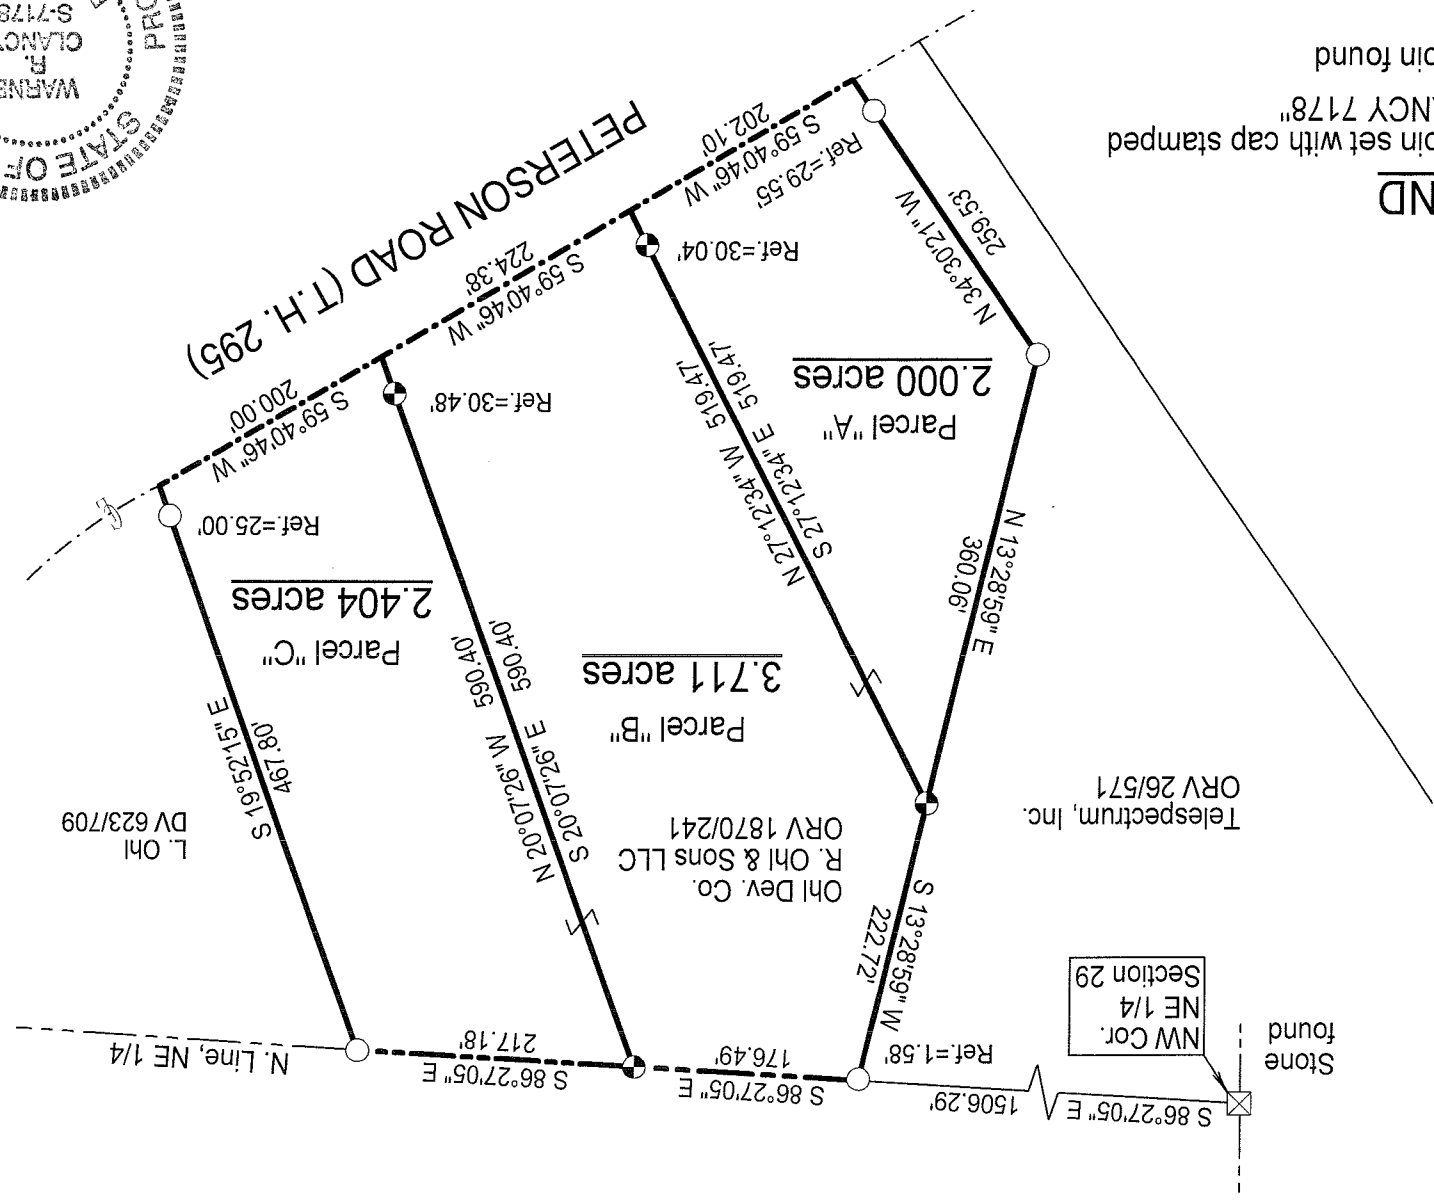 Stone
found
NW Cor.
NE 1/4
Section 29
S 86°27'05" E
1506.29'
S 86°27'05" E
176.49'
S 86°27'05" E
217.18'
N. Line, NE 1/4
Ref.=1.58'
S 13°28'59" W
222.72'
Ohl Dev. Co.
R. Ohl & Sons LLC
ORV 1870/241
L. Ohl
DV 623/709
Telespectrum, Inc.
ORV 26/571
N 20°07'26" W 590.40'
S 20°07'26" E 590.40'
S 19°52'15" E
467.80'
Parcel "B"
3.711 acres
Parcel "C"
2.404 acres
N 13°28'59" E
360.06'
N 27°12'34" W 519.47'
S 27°12'34" E 519.47'
Ref.=25.00'
Parcel "A"
2.000 acres
Ref.=30.48'
S 59°40'46" W
200.00'
N 34°30'21" W
259.53'
Ref.=30.04'
S 59°40'46" W
224.38'
PETERSON ROAD (T.H. 295)
Ref.=29.55'
S 59°40'46" W
202.10'
ND
pin set with cap stamped
ANCY 7178"
pin found
STATE OF
WARNE
R.
CLANCY
S-7178
PRO